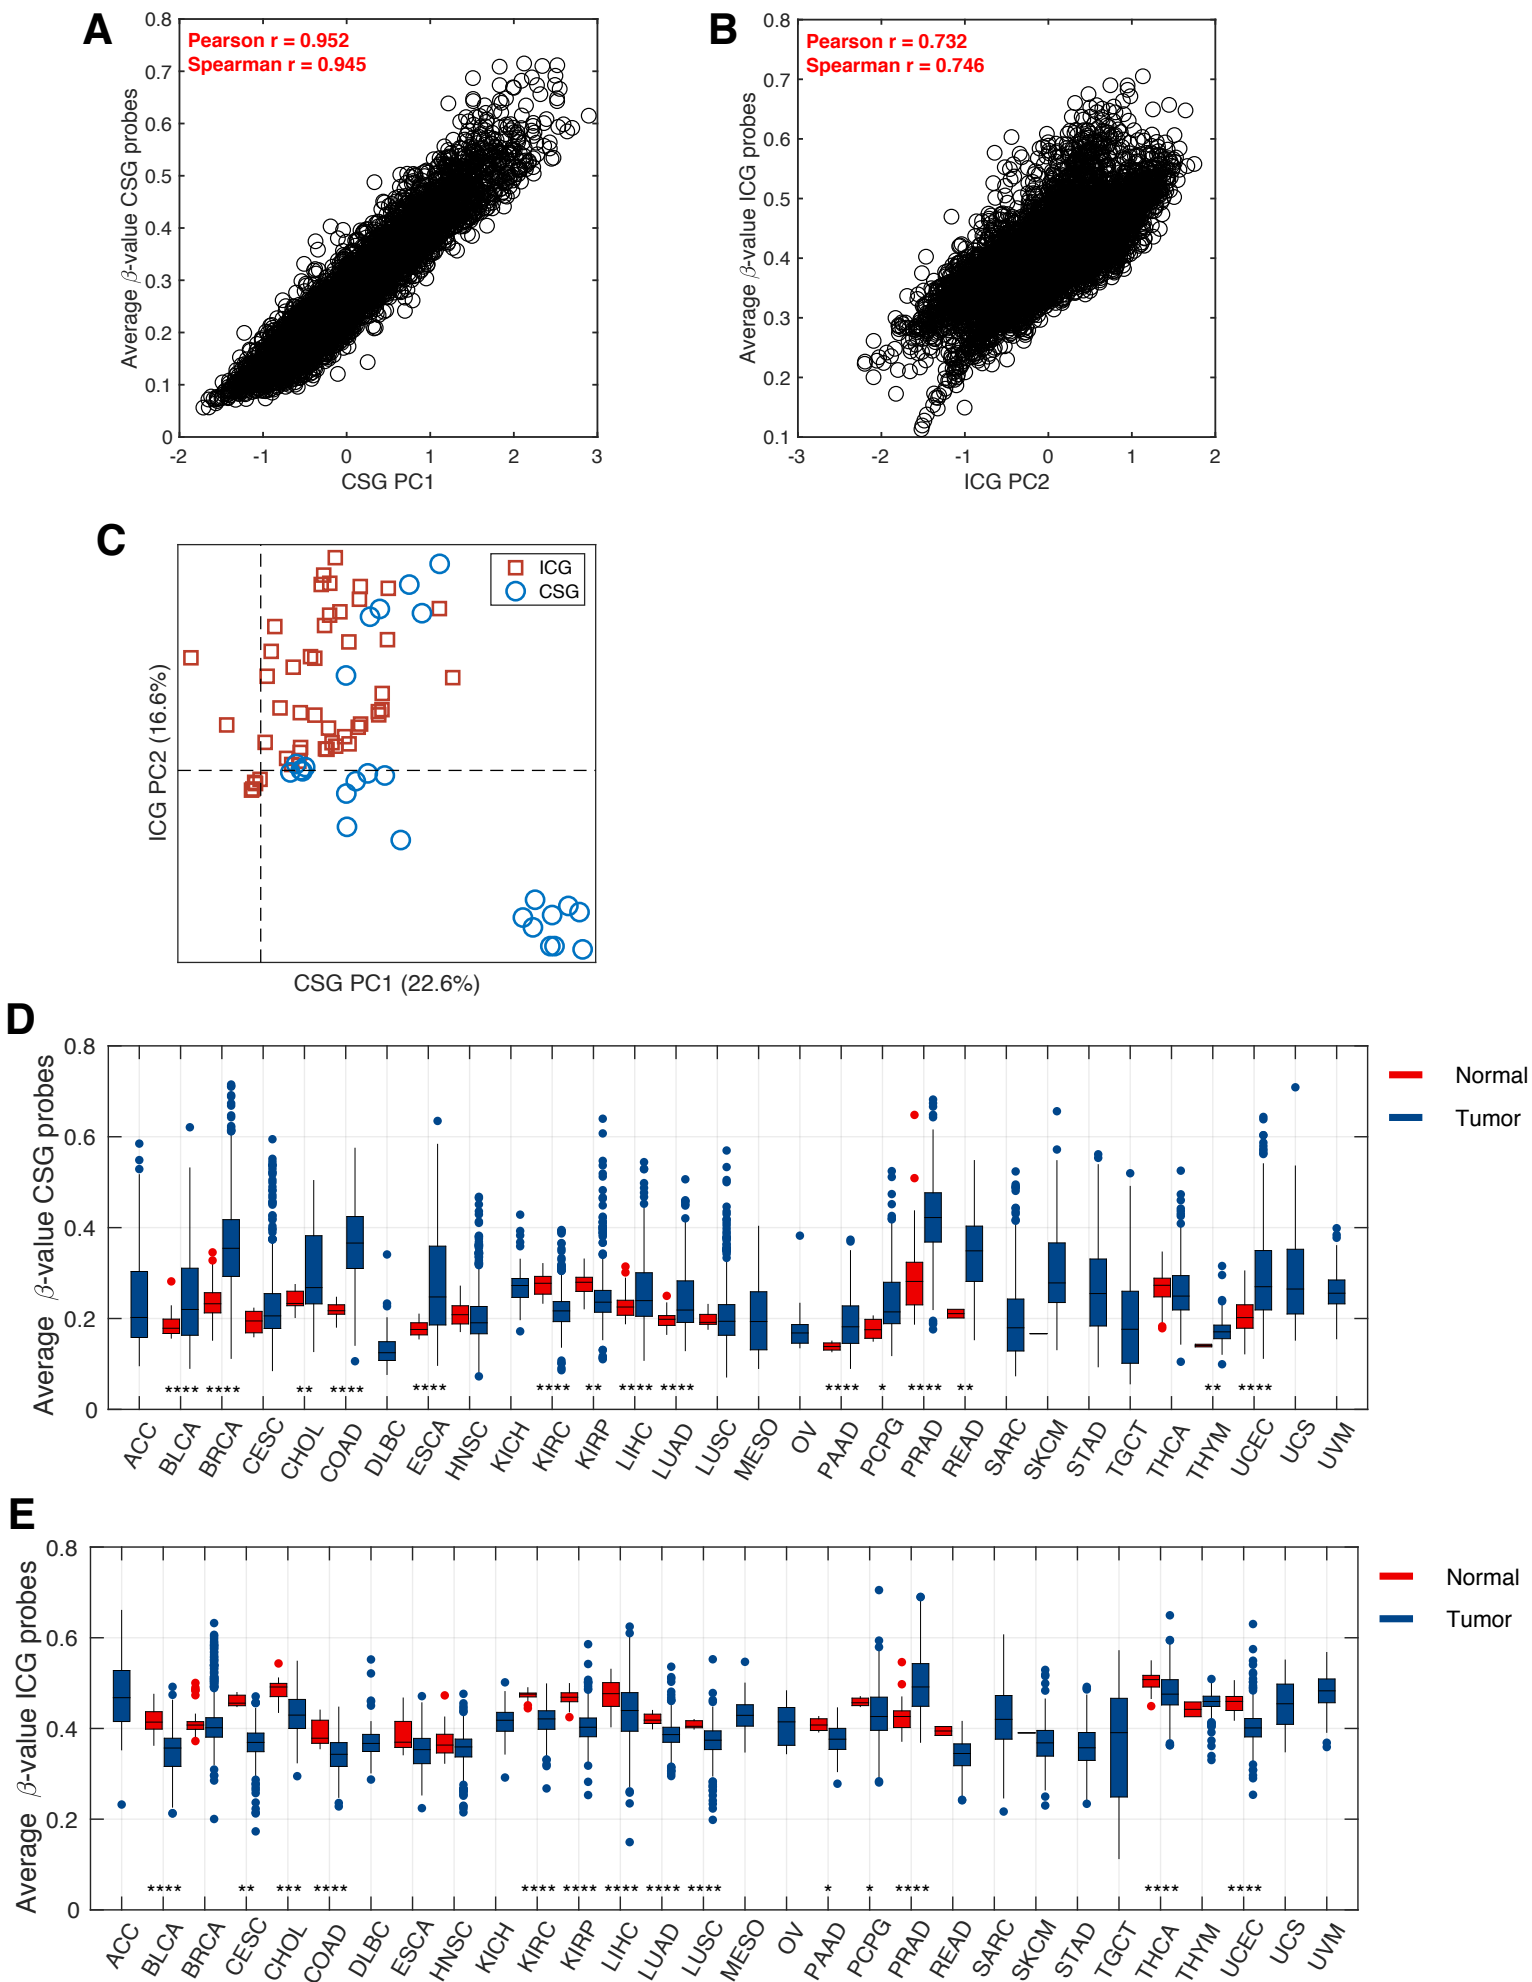 A
Pearson r = 0.952
Spearman r = 0.945
Average β-value CSG probes
0.8
0.7
0.6
0.5
0.4
0.3
0.2
0.1
0
-2
-1
0
1
2
3
CSG PC1
B
Pearson r = 0.732
Spearman r = 0.746
Average β-value ICG probes
0.8
0.7
0.6
0.5
0.4
0.3
0.2
0.1
-3
-2
-1
0
1
2
ICG PC2
C
ICG
CSG
ICG PC2 (16.6%)
CSG PC1 (22.6%)
D
Average β-value CSG probes
0.8
0.6
0.4
0.2
0
Normal
Tumor
**** **** ** **** **** **** ** **** **** **** * **** ** ** ****
ACC
BLCA
BRCA
CESC
CHOL
COAD
DLBC
ESCA
HNSC
KICH
KIRC
KIRP
LIHC
LUAD
LUSC
MESO
OV
PAAD
PCPG
PRAD
READ
SARC
SKCM
STAD
TGCT
THCA
THYM
UCEC
UCS
UVM
E
Average β-value ICG probes
0.8
0.6
0.4
0.2
0
Normal
Tumor
**** ** *** **** **** **** **** **** **** * * **** **** ****
ACC
BLCA
BRCA
CESC
CHOL
COAD
DLBC
ESCA
HNSC
KICH
KIRC
KIRP
LIHC
LUAD
LUSC
MESO
OV
PAAD
PCPG
PRAD
READ
SARC
SKCM
STAD
TGCT
THCA
THYM
UCEC
UCS
UVM